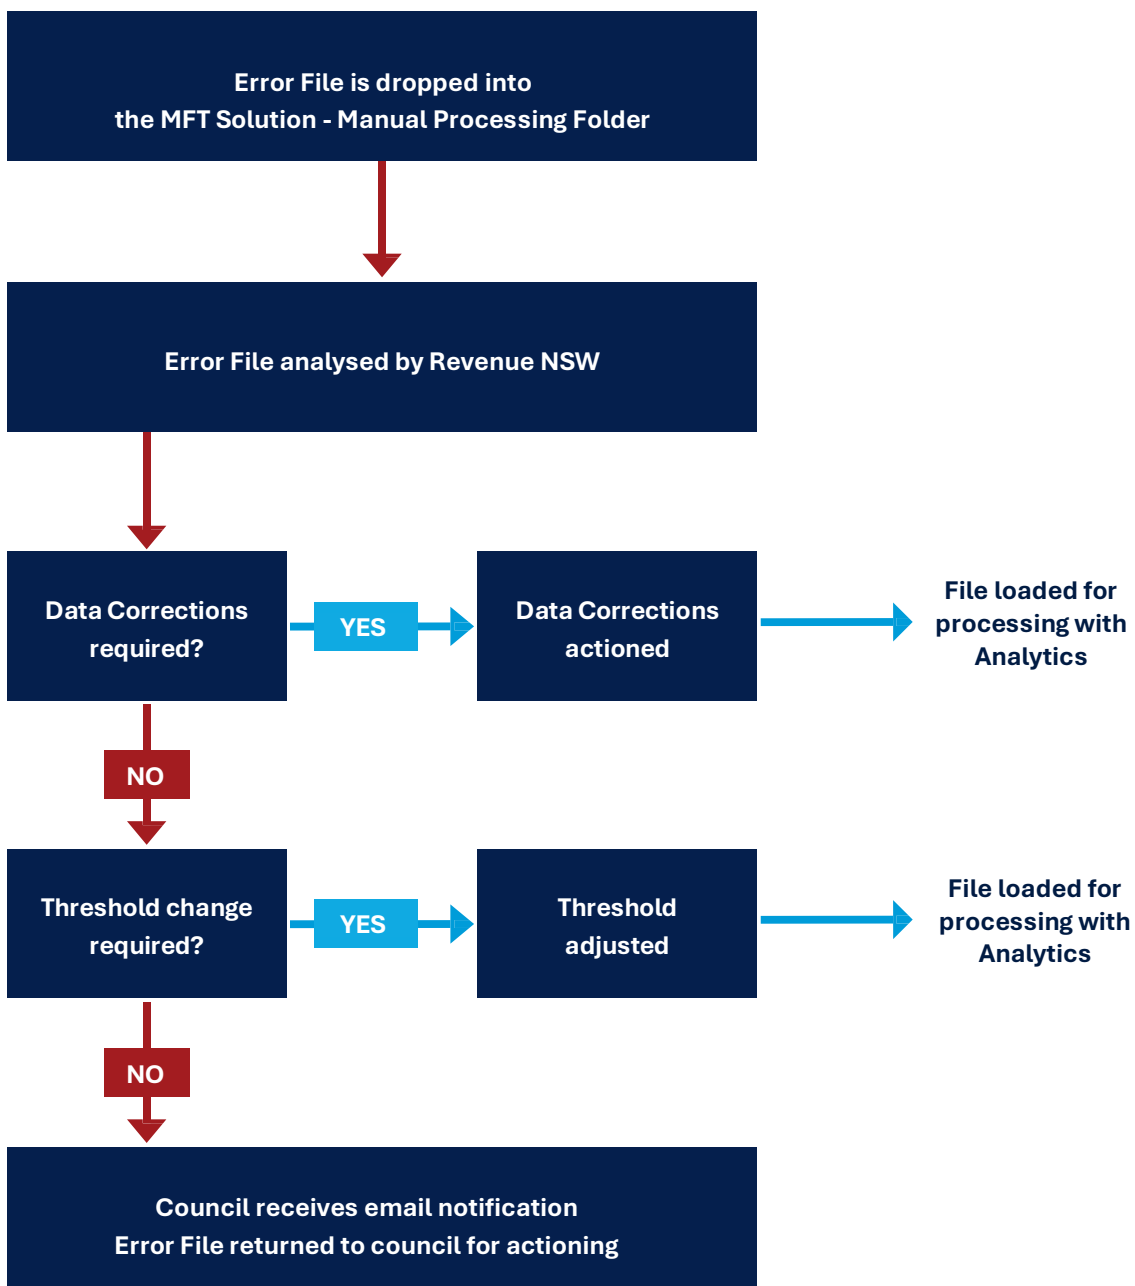 Error File is dropped into
the MFT Solution - Manual Processing Folder
Error File analysed by Revenue NSW
Data Corrections
required?
YES
Data Corrections
actioned
File loaded for
processing with
Analytics
NO
Threshold change
required?
YES
Threshold
adjusted
File loaded for
processing with
Analytics
NO
Council receives email notification
Error File returned to council for actioning